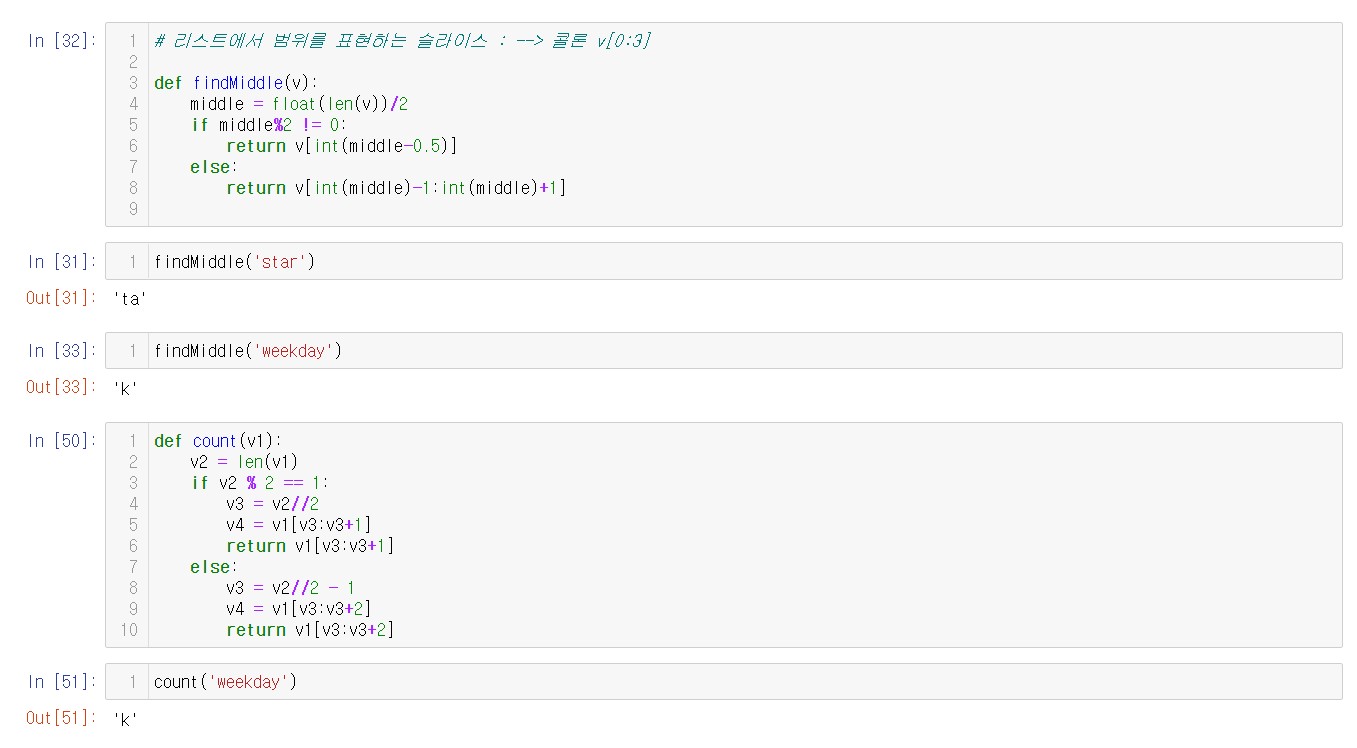 In [32]:
1 # 리스트에서 범위를 표현하는 슬라이스 : --> 콜론 v[0:3]
2
3 def findMiddle(v):
4     middle = float(len(v))/2
5     if middle%2 != 0:
6         return v[int(middle-0.5)]
7     else:
8         return v[int(middle)-1:int(middle)+1]
9
In [31]:
1 findMiddle('star')
Out[31]: 'ta'
In [33]:
1 findMiddle('weekday')
Out[33]: 'k'
In [50]:
1 def count(v1):
2     v2 = len(v1)
3     if v2 % 2 == 1:
4         v3 = v2//2
5         v4 = v1[v3:v3+1]
6         return v1[v3:v3+1]
7     else:
8         v3 = v2//2 - 1
9         v4 = v1[v3:v3+2]
10         return v1[v3:v3+2]
In [51]:
1 count('weekday')
Out[51]: 'k'